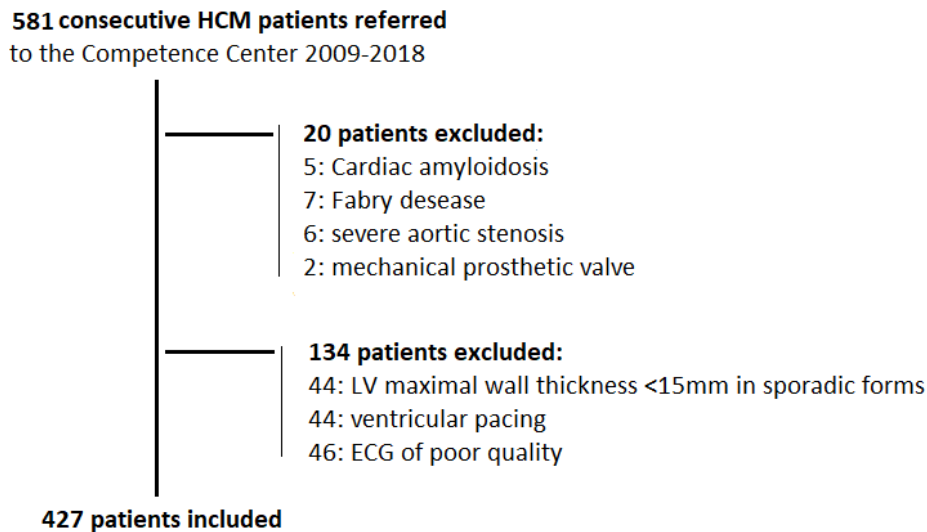 581 consecutive HCM patients referred
to the Competence Center 2009-2018
20 patients excluded:
5: Cardiac amyloidosis
7: Fabry desease
6: severe aortic stenosis
2: mechanical prosthetic valve
134 patients excluded:
44: LV maximal wall thickness <15mm in sporadic forms
44: ventricular pacing
46: ECG of poor quality
427 patients included